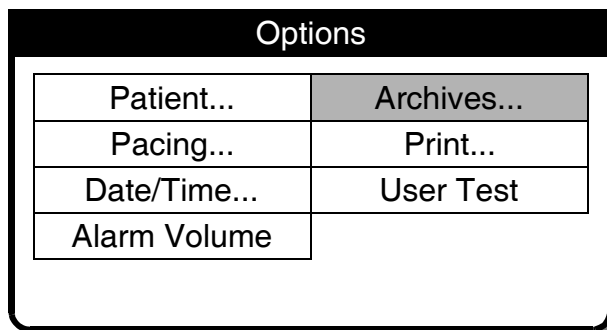 Options
Patient... Archives...
Pacing... Print...
Date/Time... User Test
Alarm Volume